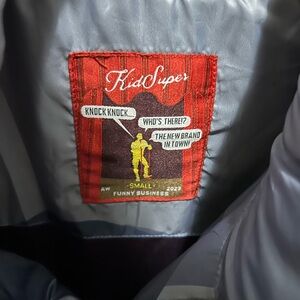 KidSuper
KNOCK KNOCK...
WHO'S THERE!?
THE NEW BRAND
IN TOWN!
-SMALL-
AW 2023
FUNNY BUSINESS